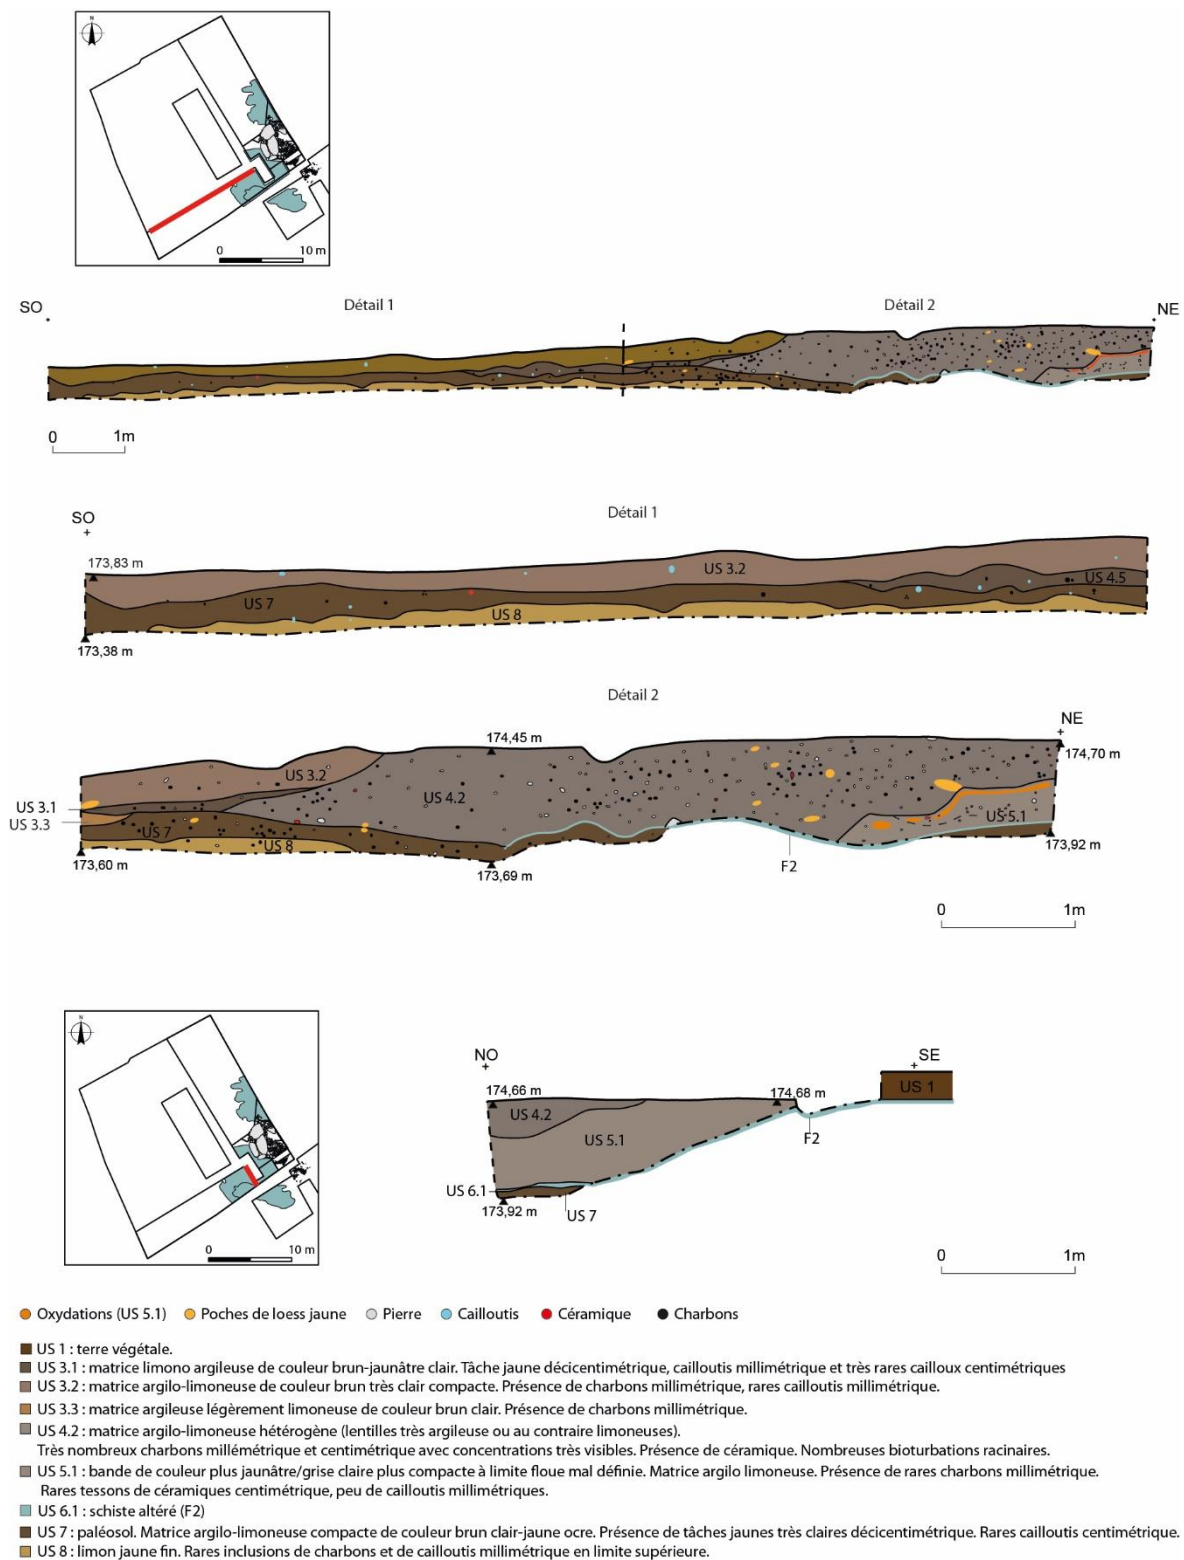 N
0 10 m
SO Détail 1 Détail 2 NE
0 1m
SO
Détail 1
173,83 m
US 3.2
US 4.5
US 7
US 8
173,38 m
Détail 2
NE
174,45 m
174,70 m
US 3.2
US 3.1
US 4.2
US 3.3
US 5.1
US 7
US 8
173,60 m
173,69 m
F2
173,92 m
0 1m
N
0 10 m
NO
SE
174,66 m
174,68 m
US 1
US 4.2
US 5.1
F2
US 6.1
173,92 m
US 7
0 1m
Oxydations (US 5.1) Poches de loess jaune Pierre Cailloutis Céramique Charbons
US 1 : terre végétale.
US 3.1 : matrice limono argileuse de couleur brun-jaunâtre clair. Tâche jaune décicentimétrique, cailloutis millimétrique et très rares cailloux centimétriques
US 3.2 : matrice argilo-limoneuse de couleur brun très clair compacte. Présence de charbons millimétrique, rares cailloutis millimétrique.
US 3.3 : matrice argileuse légèrement limoneuse de couleur brun clair. Présence de charbons millimétrique.
US 4.2 : matrice argilo-limoneuse hétérogène (lentilles très argileuse ou au contraire limoneuses).
Très nombreux charbons millémétrique et centimétrique avec concentrations très visibles. Présence de céramique. Nombreuses bioturbations racinaires.
US 5.1 : bande de couleur plus jaunâtre/grise claire plus compacte à limite floue mal définie. Matrice argilo limoneuse. Présence de rares charbons millimétrique.
Rares tessons de céramiques centimétrique, peu de cailloutis millimétriques.
US 6.1 : schiste altéré (F2)
US 7 : paléosol. Matrice argilo-limoneuse compacte de couleur brun clair-jaune ocre. Présence de tâches jaunes très claires décicentimétrique. Rares cailloutis centimétrique.
US 8 : limon jaune fin. Rares inclusions de charbons et de cailloutis millimétrique en limite supérieure.